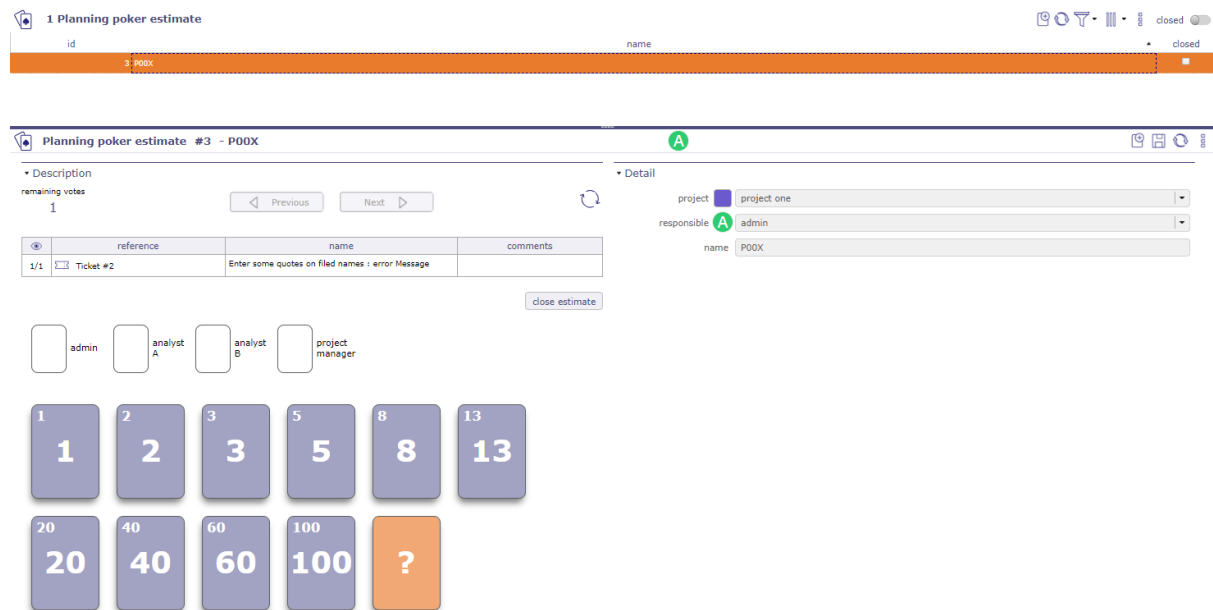 1 Planning poker estimate
closed
id name closed
3 P00X
Planning poker estimate #3 - P00X
A
Description
remaining votes
1
Previous Next
reference name comments
1/1 Ticket #2 Enter some quotes on filed names : error Message
close estimate
admin
analyst
A
analyst
B
project
manager
1 2 3 5 8 13
1 2 3 5 8 13
20 40 60 100
20 40 60 100 ?
Detail
project project one
responsible A admin
name P00X